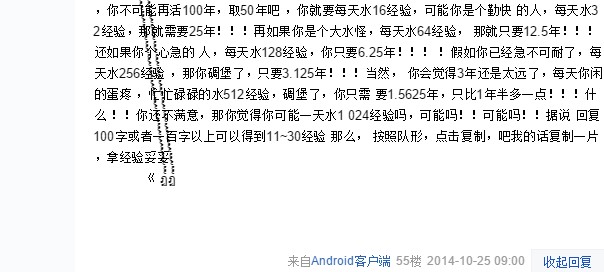 ，你不可能再活100年，取50年吧 ，你就要每天水16经验，可能你是个勤快 的人，每天水3
2经验，那就需要25年！！！再如果你是个大水怪，每天水64经验， 那就只要12.5年！！！
还如果你个心急的 人，每天水128经验，你只要6.25年！！！ ！假如你已经急不可耐了，每
天水256经验 ，那你碉堡了，只要3.125年！！！当然， 你会觉得3年还是太远了，每天你闲
的蛋疼 ，忙忙碌碌的水512经验，碉堡了，你只需 要1.5625年，只比1年半多一点！！！什
么！！你还不满意，那你觉得你可能一天水1 024经验吗，可能吗！！可能吗！！据说 回复
100字或者一百字以上可以得到11~30经验 那么， 按照队形，点击复制，吧我的话复制一片
，拿经验妥妥
《
来自Android客户端 55楼 2014-10-25 09:00 收起回复